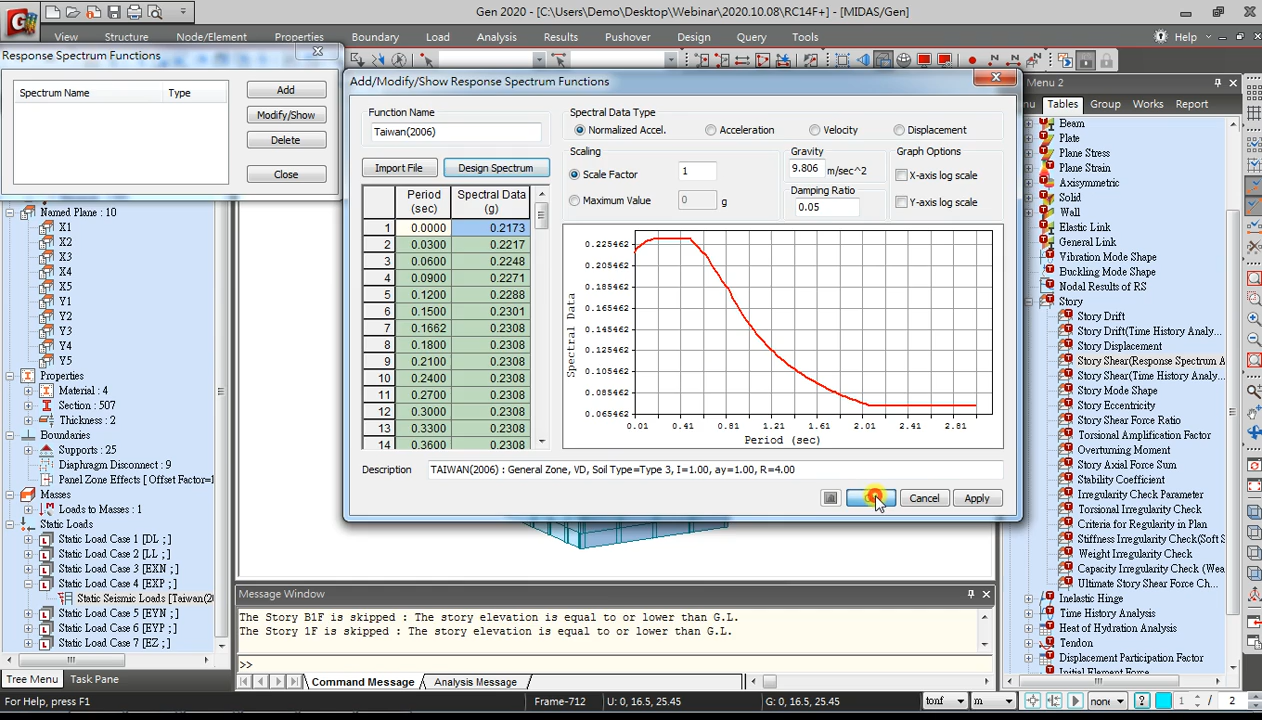 Gen 2020 - [C:\Users\Demo\Desktop\Webinar\2020.10.08\RC14F+] - [MIDAS/Gen]
View Structure Node/Element Properties Boundary Load Analysis Results Pushover Design Query Tools Help
Response Spectrum Functions
Spectrum Name Type
Add
Modify/Show
Delete
Close
Named Plane : 10
X1
X2
X3
X4
X5
Y1
Y2
Y3
Y4
Y5
Properties
Material : 4
Section : 507
Thickness : 2
Boundaries
Supports : 25
Diaphragm Disconnect : 9
Panel Zone Effects [ Offset Factor=1
Masses
Loads to Masses : 1
Static Loads
Static Load Case 1 [DL ; ]
Static Load Case 2 [LL ; ]
Static Load Case 3 [EXN ; ]
Static Load Case 4 [EXP ; ]
Static Seismic Loads [Taiwan(2
Static Load Case 5 [EYN ; ]
Static Load Case 6 [EYP ; ]
Static Load Case 7 [EZ ; ]
Tree Menu Task Pane
Add/Modify/Show Response Spectrum Functions
Function Name
Taiwan(2006)
Import File Design Spectrum
Period (sec) Spectral Data (g)
1 0.0000 0.2173
2 0.0300 0.2217
3 0.0600 0.2248
4 0.0900 0.2271
5 0.1200 0.2288
6 0.1500 0.2301
7 0.1662 0.2308
8 0.1800 0.2308
9 0.2100 0.2308
10 0.2400 0.2308
11 0.2700 0.2308
12 0.3000 0.2308
13 0.3300 0.2308
14 0.3600 0.2308
Spectral Data Type
Normalized Accel. Acceleration Velocity Displacement
Scaling
Scale Factor 1
Maximum Value 0 g
Gravity
9.806 m/sec^2
Damping Ratio
0.05
Graph Options
X-axis log scale
Y-axis log scale
Spectral Data
0.225462
0.205462
0.185462
0.165462
0.145462
0.125462
0.105462
0.085462
0.065462
0.01 0.41 0.81 1.21 1.61 2.01 2.41 2.81
Period (sec)
Description TAIWAN(2006) : General Zone, VD, Soil Type=Type 3, I=1.00, ay=1.00, R=4.00
Cancel Apply
Message Window
The Story B1F is skipped : The story elevation is equal to or lower than G.L.
The Story 1F is skipped : The story elevation is equal to or lower than G.L.
>>
Command Message Analysis Message
Menu 2
nu Tables Group Works Report
Beam
Plate
Plane Stress
Plane Strain
Axisymmetric
Solid
Wall
Elastic Link
General Link
Vibration Mode Shape
Buckling Mode Shape
Nodal Results of RS
Story
Story Drift
Story Drift(Time History Analy...
Story Displacement
Story Shear(Response Spectrum A
Story Shear(Time History Analy...
Story Mode Shape
Story Eccentricity
Story Shear Force Ratio
Torsional Amplification Factor
Overturning Moment
Story Axial Force Sum
Stability Coefficient
Irregularity Check Parameter
Torsional Irregularity Check
Criteria for Regularity in Plan
Stiffness Irregularity Check(Soft S
Weight Irregularity Check
Capacity Irregularity Check (Wea
Ultimate Story Shear Force Ch...
Inelastic Hinge
Time History Analysis
Heat of Hydration Analysis
Tendon
Displacement Participation Factor
Initial Element Force
For Help, press F1 Frame-712 U: 0, 16.5, 25.45 G: 0, 16.5, 25.45 tonf m none 1 / 2